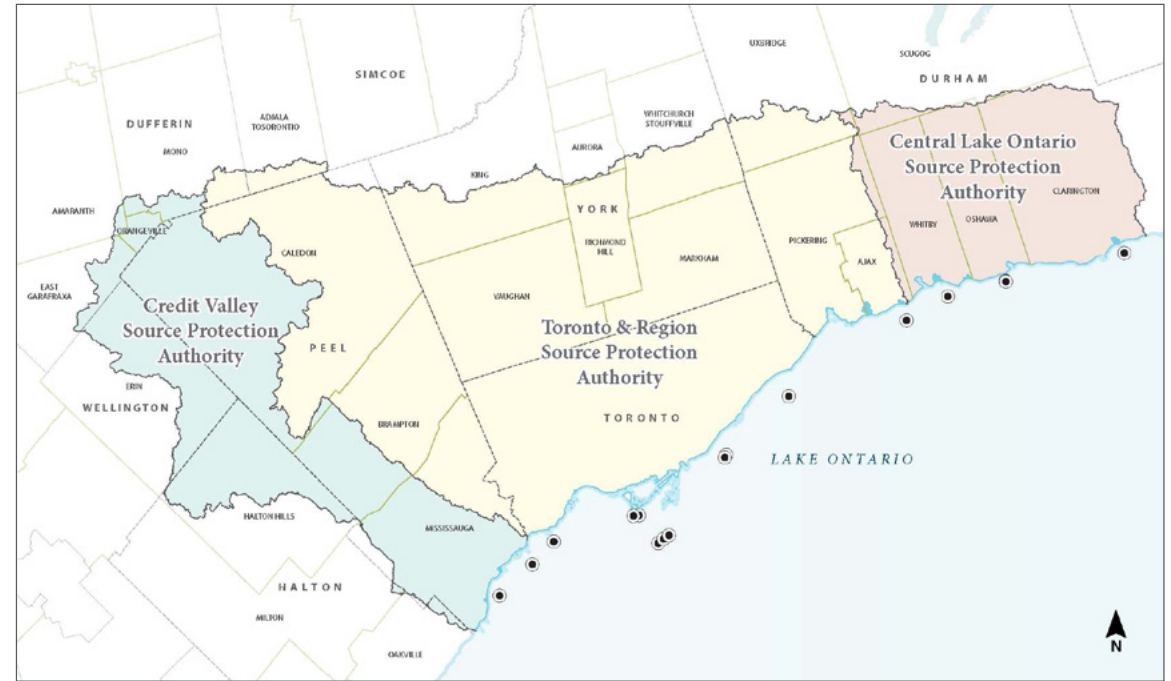 UXBRIDGE
SCUGOG
SIMCOE
DURHAM
ADJALA
TOSORONTIO
WHITCHURCH
STOUFFVILLE
DUFFERIN
MONO
AURORA
Central Lake Ontario
Source Protection
Authority
KING
CLARINGTON
AMARANTH
YORK
OSHAWA
WHITBY
ORANGEVILLE
RICHMOND
HILL
PICKERING
CALEDON
MARKHAM
AJAX
EAST
GARAFRAXA
VAUGHAN
Credit Valley
Source Protection
Authority
Toronto & Region
Source Protection
Authority
PEEL
ERIN
WELLINGTON
TORONTO
BRAMPTON
LAKE ONTARIO
HALTON HILLS
MISSISSAUGA
HALTON
MILTON
OAKVILLE
N